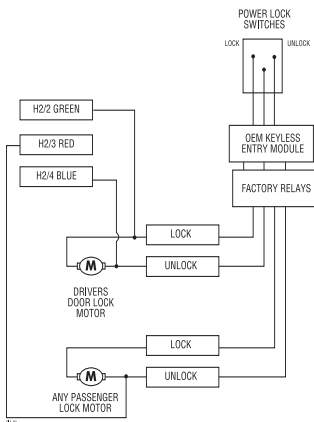 POWER LOCK
SWITCHES
LOCK
UNLOCK
H2/2 GREEN
H2/3 RED
H2/4 BLUE
OEM KEYLESS
ENTRY MODULE
FACTORY RELAYS
LOCK
M
UNLOCK
DRIVERS
DOOR LOCK
MOTOR
LOCK
M
UNLOCK
ANY PASSENGER
LOCK MOTOR